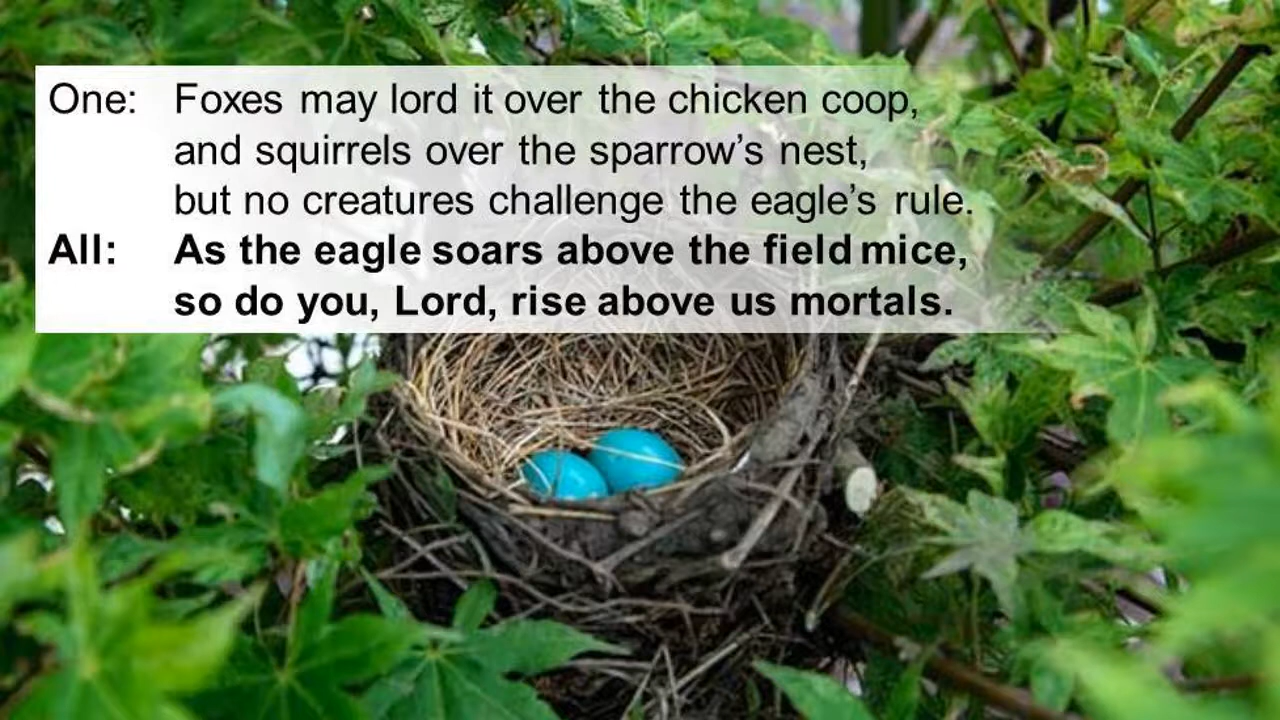 One: Foxes may lord it over the chicken coop,
and squirrels over the sparrow’s nest,
but no creatures challenge the eagle’s rule.
All: As the eagle soars above the field mice,
so do you, Lord, rise above us mortals.